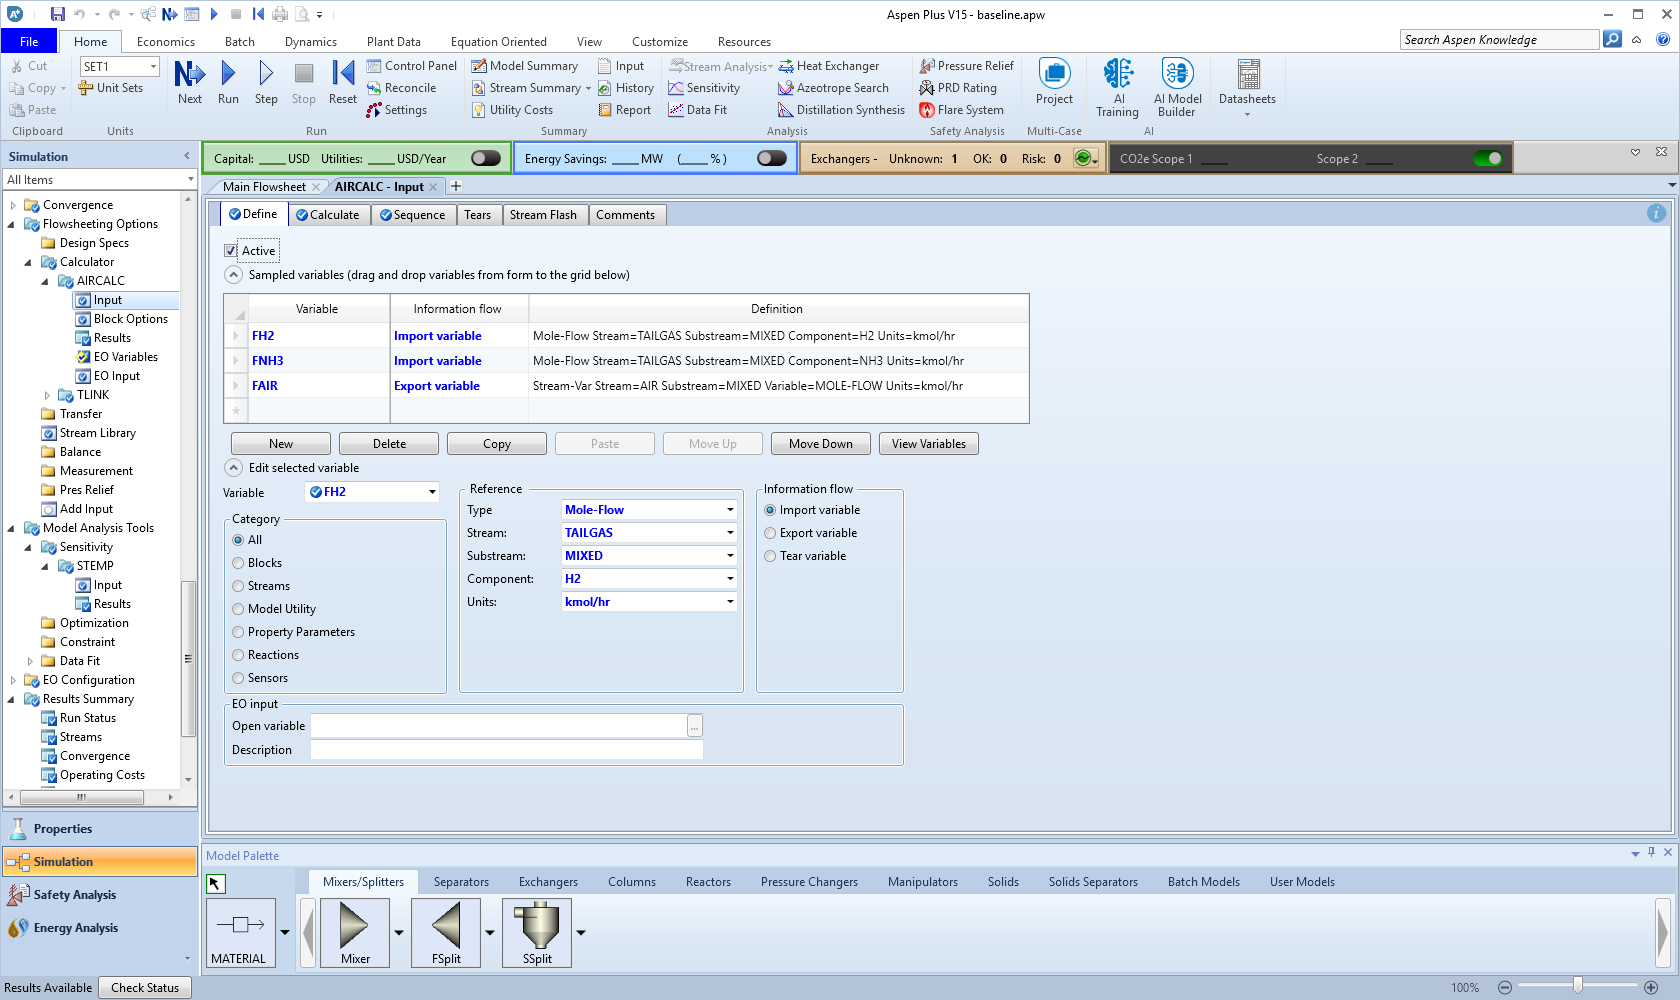 Aspen Plus V15 - baseline.apw
File Home Economics Batch Dynamics Plant Data Equation Oriented View Customize Resources Search Aspen Knowledge
Cut SET1 Control Panel Model Summary Input Stream Analysis Heat Exchanger Pressure Relief
Copy Unit Sets Next Run Step Stop Reset Reconcile Stream Summary History Sensitivity Azeotrope Search PRD Rating Project AI Training AI Model Builder Datasheets
Paste Settings Utility Costs Report Data Fit Distillation Synthesis Flare System
Clipboard Units Run Summary Analysis Safety Analysis Multi-Case AI
Capital: ____ USD Utilities: ____ USD/Year Energy Savings: ____ MW (____ %) Exchangers - Unknown: 1 OK: 0 Risk: 0 CO2e Scope 1 ____ Scope 2 ____
Simulation
All Items
Convergence
Flowsheeting Options
Design Specs
Calculator
AIRCALC
Input
Block Options
Results
EO Variables
EO Input
TLINK
Transfer
Stream Library
Balance
Measurement
Pres Relief
Add Input
Model Analysis Tools
Sensitivity
STEMP
Input
Results
Optimization
Constraint
Data Fit
EO Configuration
Results Summary
Run Status
Streams
Convergence
Operating Costs
Properties
Simulation
Safety Analysis
Energy Analysis
Main Flowsheet AIRCALC - Input
Define Calculate Sequence Tears Stream Flash Comments
Active
Sampled variables (drag and drop variables from form to the grid below)
Variable Information flow Definition
FH2 Import variable Mole-Flow Stream=TAILGAS Substream=MIXED Component=H2 Units=kmol/hr
FNH3 Import variable Mole-Flow Stream=TAILGAS Substream=MIXED Component=NH3 Units=kmol/hr
FAIR Export variable Stream-Var Stream=AIR Substream=MIXED Variable=MOLE-FLOW Units=kmol/hr
New Delete Copy Paste Move Up Move Down View Variables
Edit selected variable
Variable FH2
Category
All
Blocks
Streams
Model Utility
Property Parameters
Reactions
Sensors
Reference
Type Mole-Flow
Stream: TAILGAS
Substream: MIXED
Component: H2
Units: kmol/hr
Information flow
Import variable
Export variable
Tear variable
EO input
Open variable ...
Description
Model Palette
Mixers/Splitters Separators Exchangers Columns Reactors Pressure Changers Manipulators Solids Solids Separators Batch Models User Models
MATERIAL Mixer FSplit SSplit
Results Available Check Status 100%